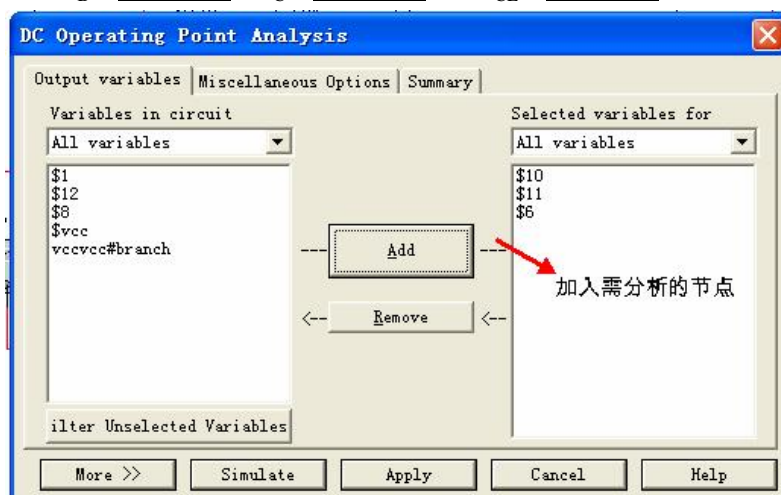 DC Operating Point Analysis
Output variables Miscellaneous Options Summary
Variables in circuit
Selected variables for
All variables
All variables
$1
$12
$8
$vcc
vccvcc#branch
$10
$11
$6
--- Add ---
加入需分析的节点
<-- Remove <--
ilter Unselected Variables
More >> Simulate Apply Cancel Help